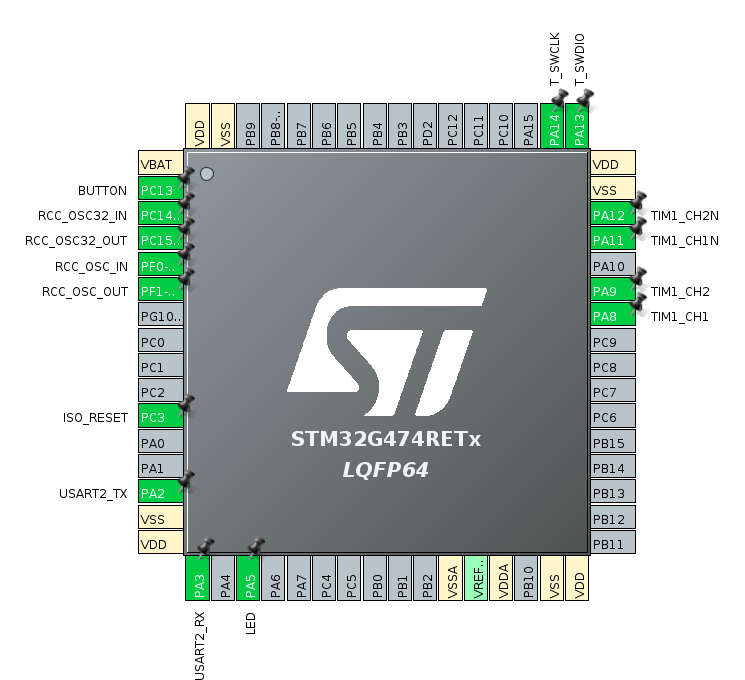 T_SWCLK
T_SWDIO
VDD
VSS
PB9
PB8-..
PB7
PB6
PB5
PB4
PB3
PD2
PC12
PC11
PC10
PA15
PA14
PA13
VBAT
BUTTON PC13
RCC_OSC32_IN PC14..
RCC_OSC32_OUT PC15..
RCC_OSC_IN PF0-..
RCC_OSC_OUT PF1-..
PG10..
PC0
PC1
PC2
ISO_RESET PC3
PA0
PA1
USART2_TX PA2
VSS
VDD
ST
STM32G474RETx
LQFP64
VDD
VSS
PA12 TIM1_CH2N
PA11 TIM1_CH1N
PA10
PA9 TIM1_CH2
PA8 TIM1_CH1
PC9
PC8
PC7
PC6
PB15
PB14
PB13
PB12
PB11
PA3
PA4
PA5
PA6
PA7
PC4
PC5
PB0
PB1
PB2
VSSA
VREF..
VDDA
PB10
VSS
VDD
USART2_RX
LED